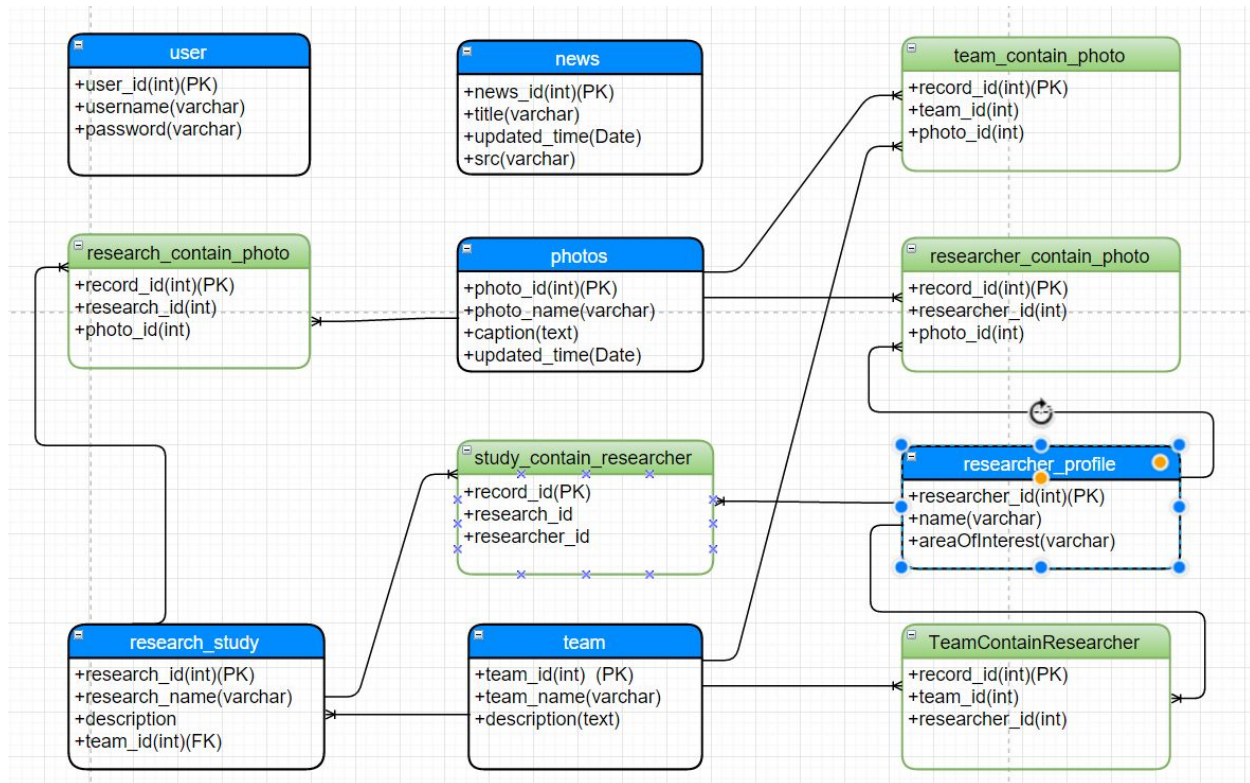 user
+user_id(int)(PK)
+username(varchar)
+password(varchar)
news
+news_id(int)(PK)
+title(varchar)
+updated_time(Date)
+src(varchar)
team_contain_photo
+record_id(int)(PK)
+team_id(int)
+photo_id(int)
research_contain_photo
+record_id(int)(PK)
+research_id(int)
+photo_id(int)
photos
+photo_id(int)(PK)
+photo_name(varchar)
+caption(text)
+updated_time(Date)
researcher_contain_photo
+record_id(int)(PK)
+researcher_id(int)
+photo_id(int)
study_contain_researcher
+record_id(PK)
+research_id
+researcher_id
researcher_profile
+researcher_id(int)(PK)
+name(varchar)
+areaOfInterest(varchar)
research_study
+research_id(int)(PK)
+research_name(varchar)
+description
+team_id(int)(FK)
team
+team_id(int) (PK)
+team_name(varchar)
+description(text)
TeamContainResearcher
+record_id(int)(PK)
+team_id(int)
+researcher_id(int)